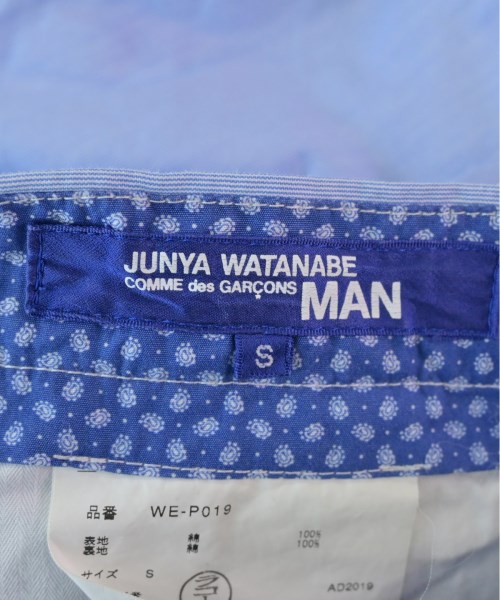 JUNYA WATANABE
COMME des GARÇONS MAN
S
品番 WE-P019
表地 綿 100%
裏地 綿 100%
サイズ S
AD2019